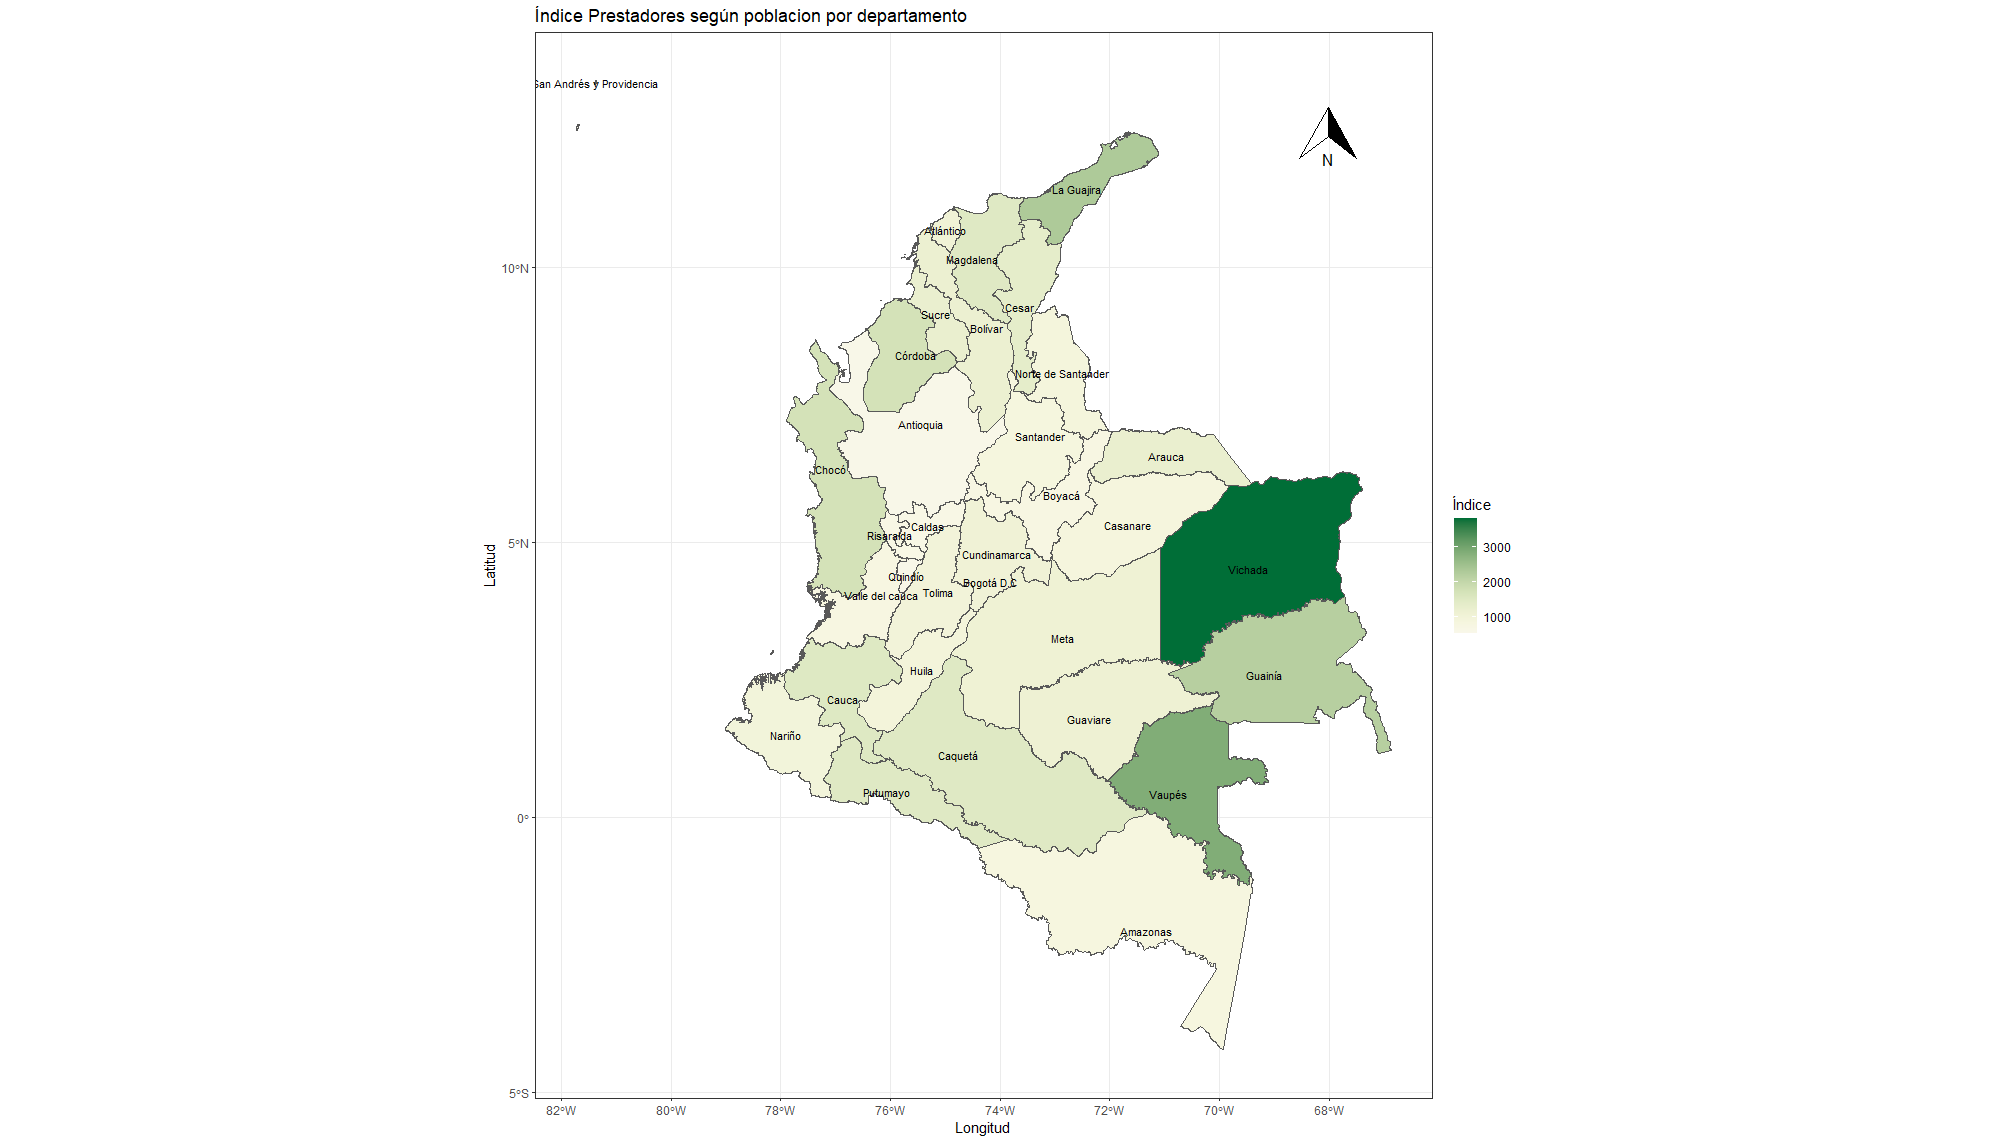 Índice Prestadores según poblacion por departamento
San Andrés y Providencia
N
La Guajira
Atlántico
Magdalena
Cesar
Sucre
Bolívar
Córdoba
Norte de Santander
Antioquia
Santander
Arauca
Chocó
Boyacá
Caldas
Casanare
Risaralda
Cundinamarca
Vichada
Quindío
Bogotá D.C
Tolima
Valle del cauca
Meta
Huila
Guainía
Cauca
Guaviare
Nariño
Caquetá
Putumayo
Vaupés
Amazonas
10°N
5°N
0°
5°S
Latitud
82°W
80°W
78°W
76°W
74°W
72°W
70°W
68°W
Longitud
Índice
3000
2000
1000